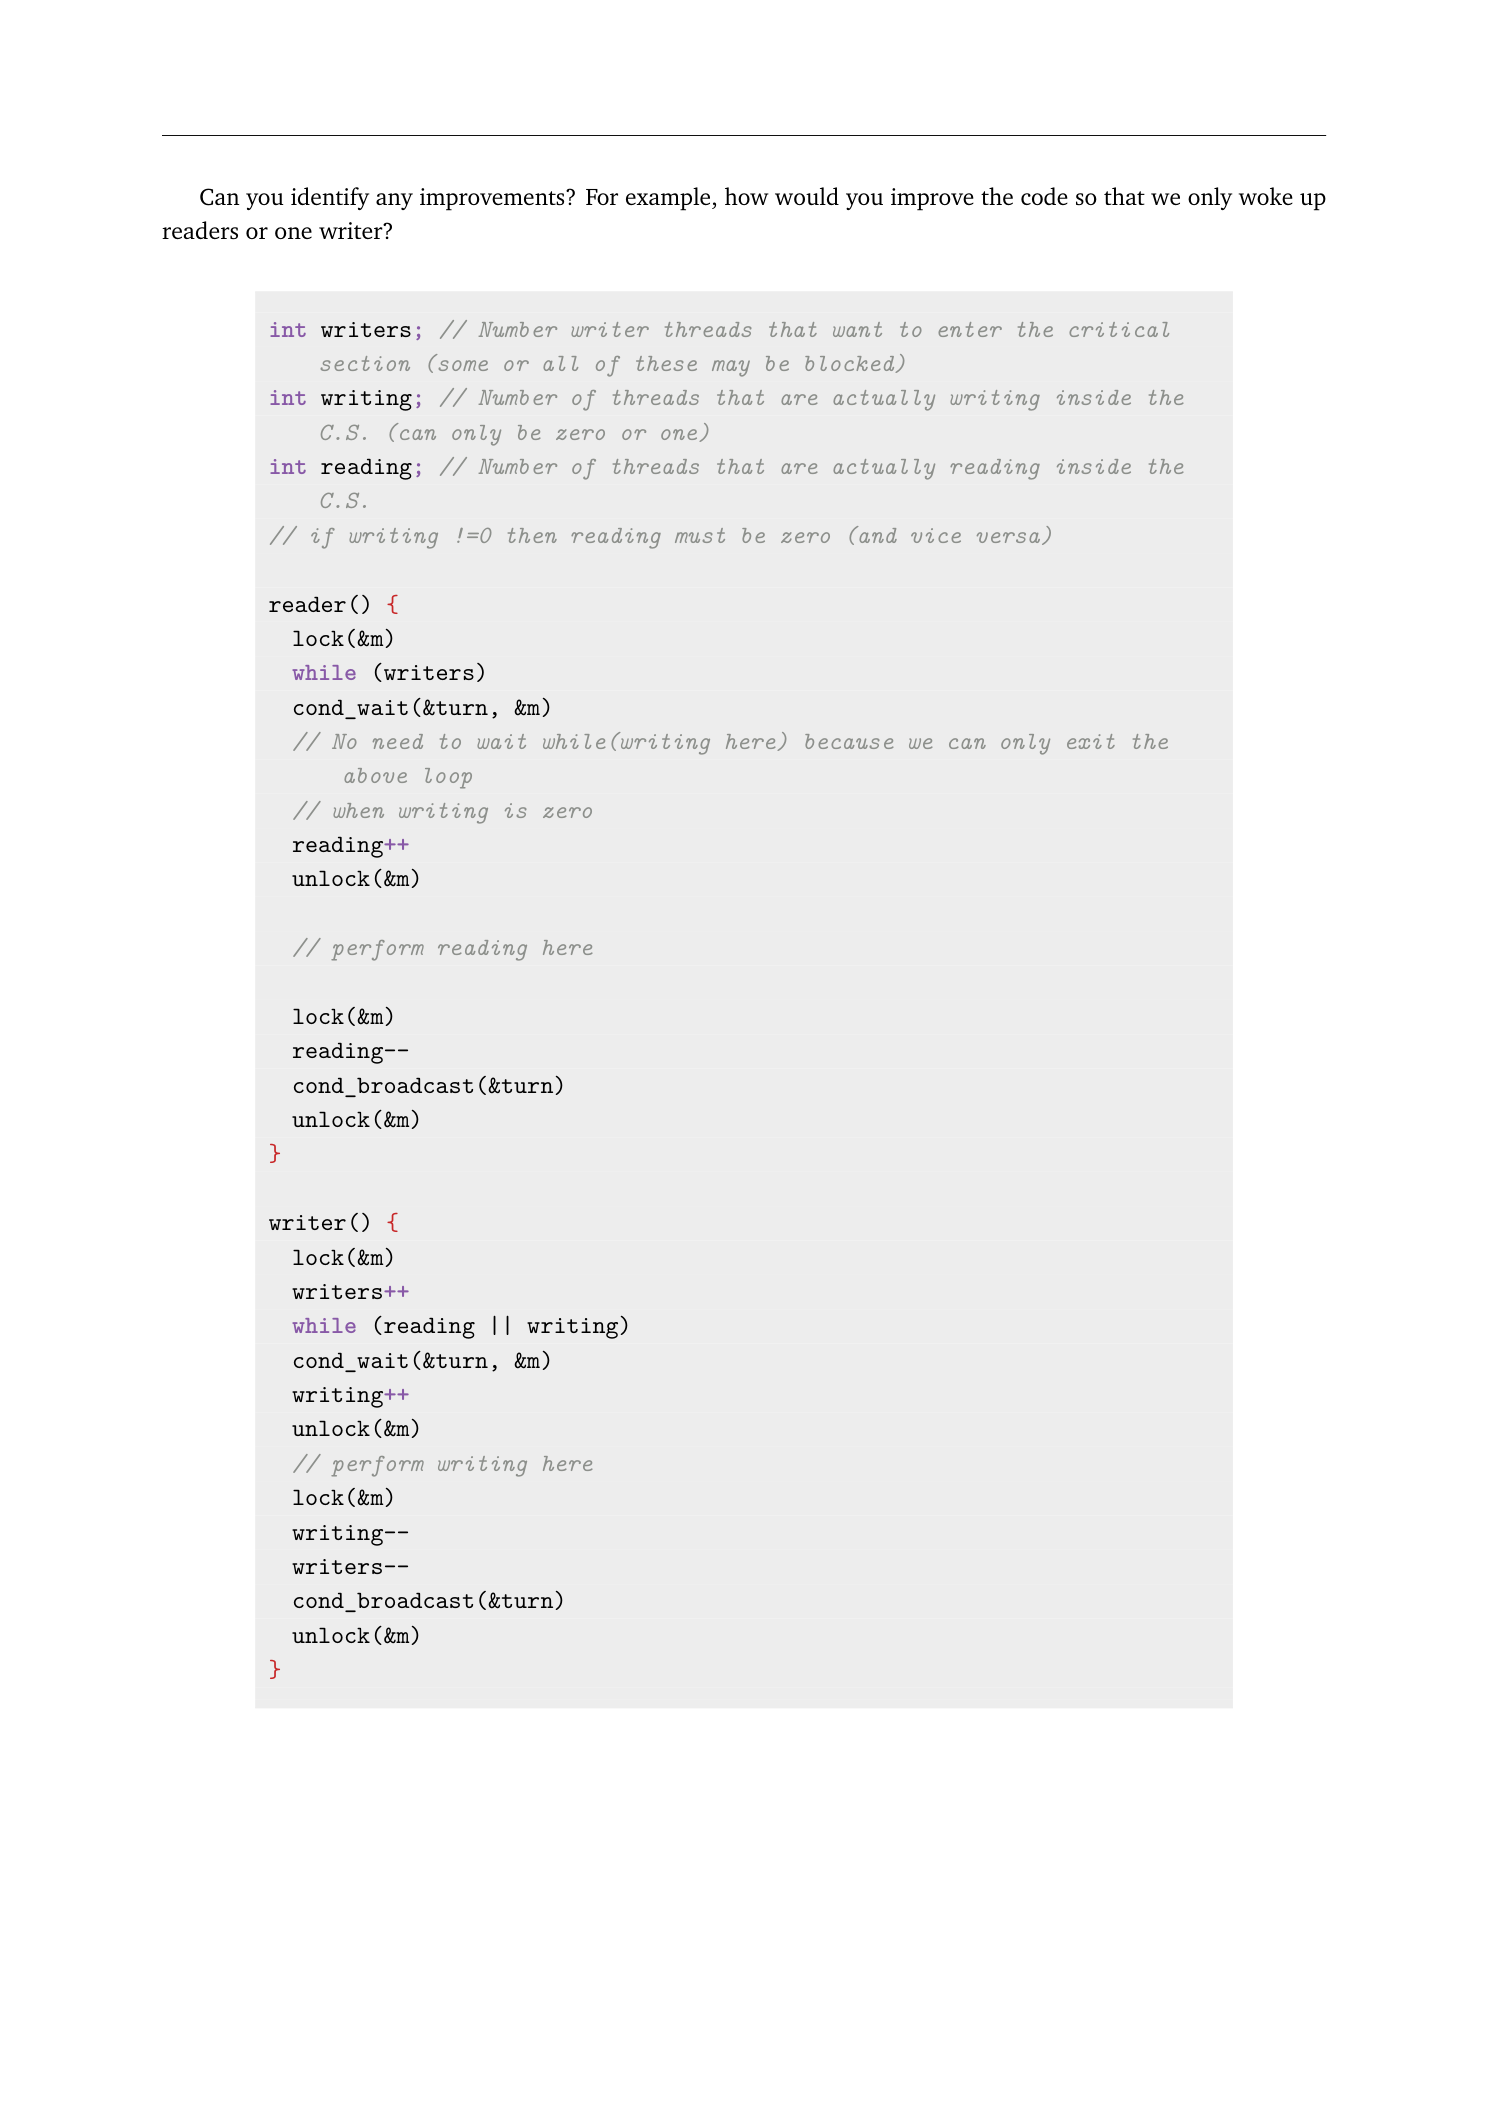 Can you identify any improvements? For example, how would you improve the code so that we only woke up
readers or one writer?
int writers; // Number writer threads that want to enter the critical
section (some or all of these may be blocked)
int writing; // Number of threads that are actually writing inside the
C.S. (can only be zero or one)
int reading; // Number of threads that are actually reading inside the
C.S.
// if writing !=0 then reading must be zero (and vice versa)
reader() {
lock(&m)
while (writers)
cond_wait(&turn, &m)
// No need to wait while(writing here) because we can only exit the
above loop
// when writing is zero
reading++
unlock(&m)
// perform reading here
lock(&m)
reading--
cond_broadcast(&turn)
unlock(&m)
}
writer() {
lock(&m)
writers++
while (reading || writing)
cond_wait(&turn, &m)
writing++
unlock(&m)
// perform writing here
lock(&m)
writing--
writers--
cond_broadcast(&turn)
unlock(&m)
}